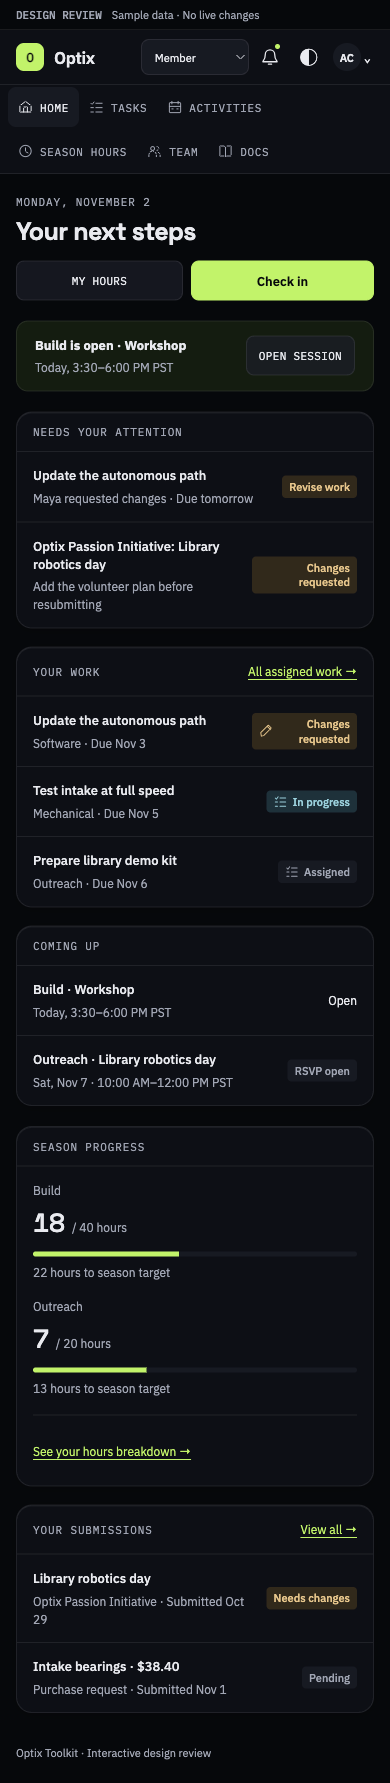 DESIGN REVIEW Sample data · No live changes
O Optix Member AC
HOME TASKS ACTIVITIES
SEASON HOURS TEAM DOCS
MONDAY, NOVEMBER 2
Your next steps
MY HOURS Check in
Build is open · Workshop
Today, 3:30–6:00 PM PST
OPEN SESSION
NEEDS YOUR ATTENTION
Update the autonomous path
Maya requested changes · Due tomorrow
Revise work
Optix Passion Initiative: Library
robotics day
Add the volunteer plan before
resubmitting
Changes
requested
YOUR WORK All assigned work →
Update the autonomous path
Software · Due Nov 3
Changes
requested
Test intake at full speed
Mechanical · Due Nov 5
In progress
Prepare library demo kit
Outreach · Due Nov 6
Assigned
COMING UP
Build · Workshop
Today, 3:30–6:00 PM PST
Open
Outreach · Library robotics day
Sat, Nov 7 · 10:00 AM–12:00 PM PST
RSVP open
SEASON PROGRESS
Build
18 / 40 hours
22 hours to season target
Outreach
7 / 20 hours
13 hours to season target
See your hours breakdown →
YOUR SUBMISSIONS View all →
Library robotics day
Optix Passion Initiative · Submitted Oct
29
Needs changes
Intake bearings · $38.40
Purchase request · Submitted Nov 1
Pending
Optix Toolkit · Interactive design review